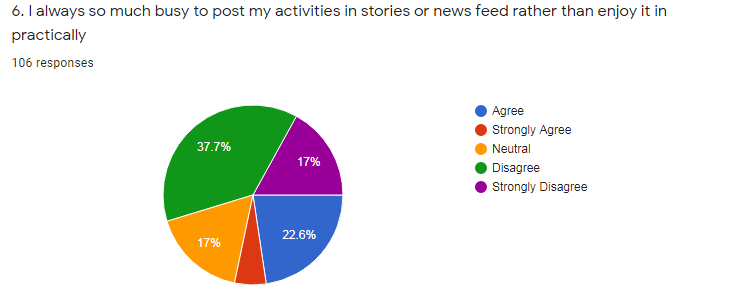 6. I always so much busy to post my activities in stories or news feed rather than enjoy it in
practically
106 responses
37.7%
17%
17%
22.6%
Agree
Strongly Agree
Neutral
Disagree
Strongly Disagree